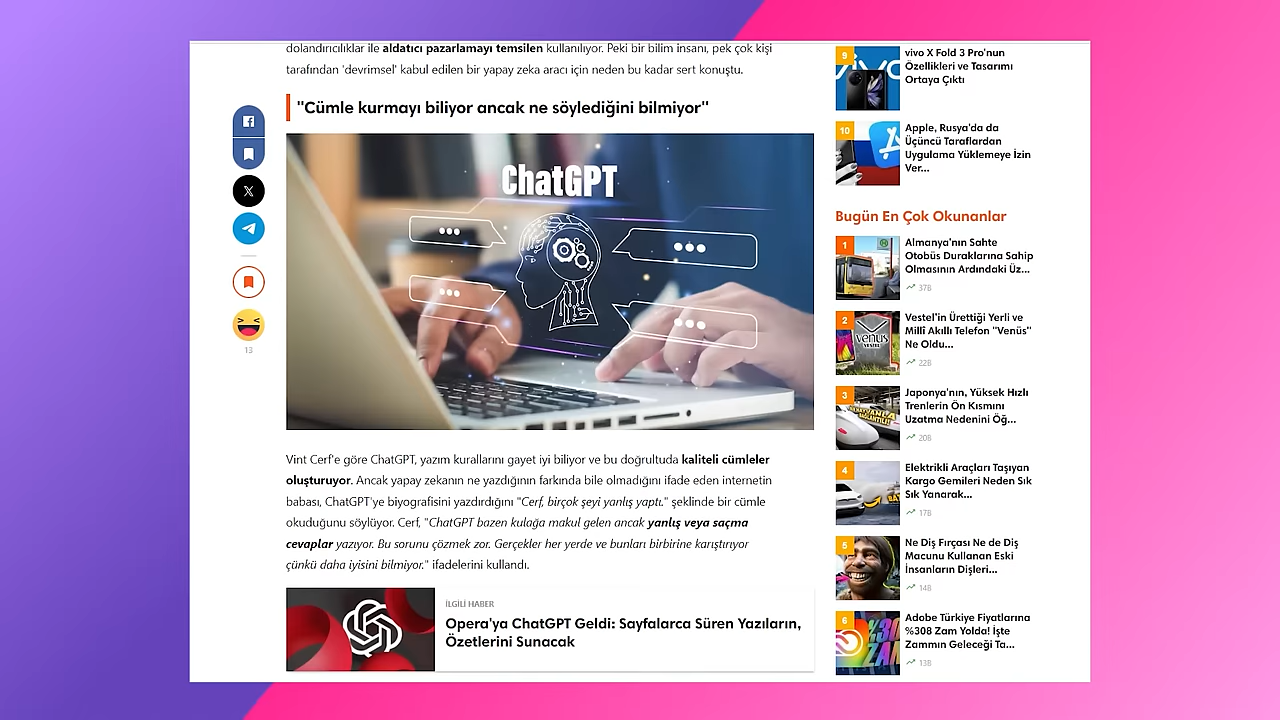 dolandırıcılıklar ile aldatıcı pazarlamayı temsilen kullanılıyor. Peki bir bilim insanı, pek çok kişi
tarafından 'devrimsel' kabul edilen bir yapay zeka aracı için neden bu kadar sert konuştu.
"Cümle kurmayı biliyor ancak ne söylediğini bilmiyor"
ChatGPT
13
Vint Cerf'e göre ChatGPT, yazım kurallarını gayet iyi biliyor ve bu doğrultuda kaliteli cümleler
oluşturuyor. Ancak yapay zekanın ne yazdığının farkında bile olmadığını ifade eden internetin
babası, ChatGPT'ye biyografisini yazdırdığını "Cerf, birçok şeyi yanlış yaptı." şeklinde bir cümle
okuduğunu söylüyor. Cerf, "ChatGPT bazen kulağa makul gelen ancak yanlış veya saçma
cevaplar yazıyor. Bu sorunu çözmek zor. Gerçekler her yerde ve bunları birbirine karıştırıyor
çünkü daha iyisini bilmiyor." ifadelerini kullandı.
İLGİLİ HABER
Opera'ya ChatGPT Geldi: Sayfalarca Süren Yazıların,
Özetlerini Sunacak
9
vivo X Fold 3 Pro'nun
Özellikleri ve Tasarımı
Ortaya Çıktı
10
Apple, Rusya'da da
Üçüncü Taraflardan
Uygulama Yüklemeye İzin
Ver...
Bugün En Çok Okunanlar
1
Almanya'nın Sahte
Otobüs Duraklarına Sahip
Olmasının Ardındaki Üz...
37B
2
Vestel'in Ürettiği Yerli ve
Millî Akıllı Telefon "Venüs"
Ne Oldu...
venus
VESTEL
22B
3
Japonya'nın, Yüksek Hızlı
Trenlerin Ön Kısmını
Uzatma Nedenini Öğ...
20B
4
Elektrikli Araçları Taşıyan
Kargo Gemileri Neden Sık
Sık Yanarak...
17B
5
Ne Diş Fırçası Ne de Diş
Macunu Kullanan Eski
İnsanların Dişleri...
14B
6
Adobe Türkiye Fiyatlarına
%308 Zam Yolda! İşte
Zammın Geleceği Ta...
13B